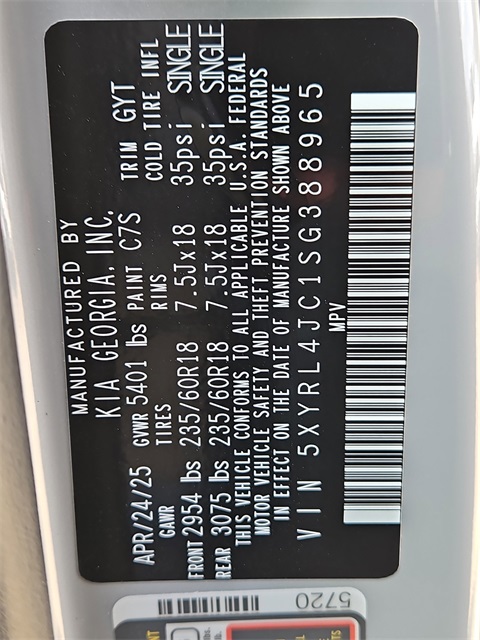 MANUFACTURED BY
KIA GEORGIA, INC.
APR/24/25 GVWR 5401 lbs PAINT C7S TRIM GYT
GAWR TIRES RIMS COLD TIRE INFL
FRONT 2954 lbs 235/60R18 7.5Jx18 35psi SINGLE
REAR 3075 lbs 235/60R18 7.5Jx18 35psi SINGLE
THIS VEHICLE CONFORMS TO ALL APPLICABLE U.S.A. FEDERAL
MOTOR VEHICLE SAFETY AND THEFT PREVENTION STANDARDS
IN EFFECT ON THE DATE OF MANUFACTURE SHOWN ABOVE
VIN 5XYRL4JC1SG388965
MPV
5720